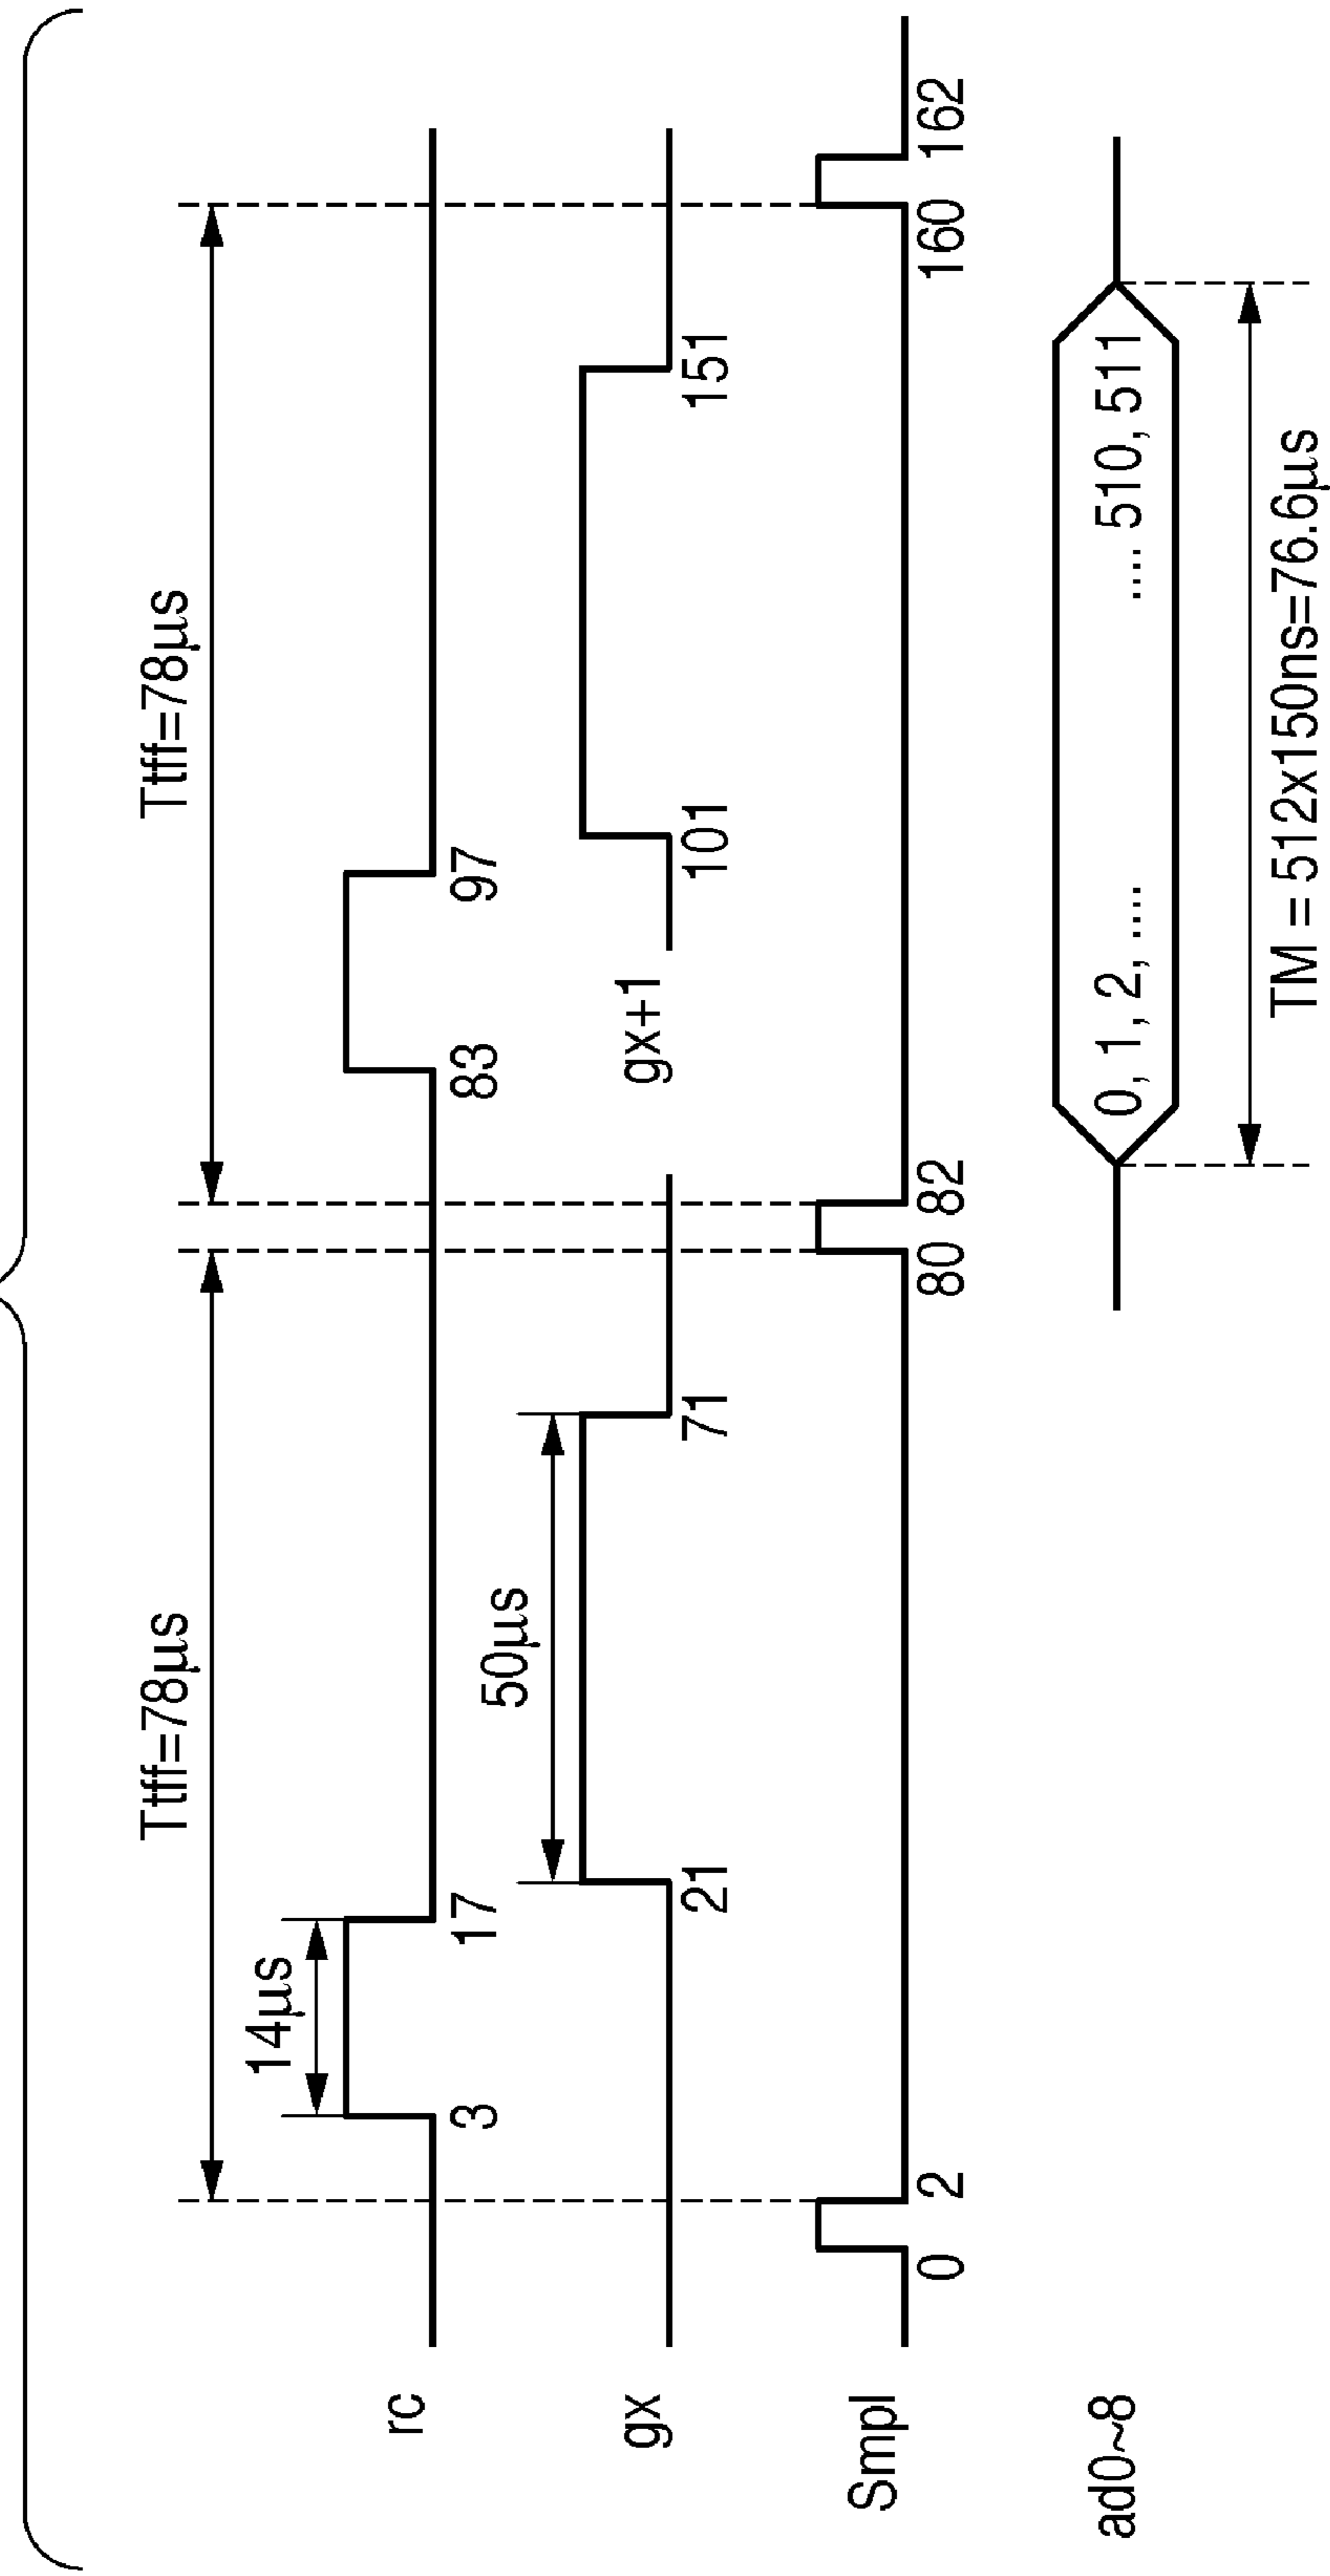 Ttff=78μs Ttff=78μs
14μs
rc 3 17 83 97
50μs
gx 21 71 gx+1 101 151
Smpl 0 2 80 82 160 162
ad0~8 0, 1, 2, .... .... 510, 511
TM = 512x150ns=76.6μs